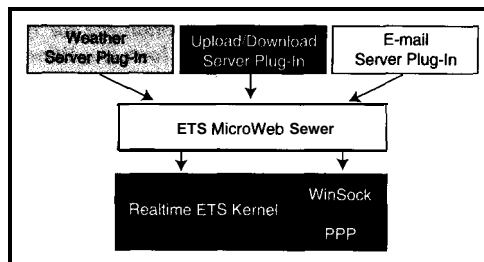 Weather
Server Plug-In
Upload/Download
Server Plug-In
E-mail
Server Plug-In
ETS MicroWeb Sewer
Realtime ETS Kernel
WinSock
PPP